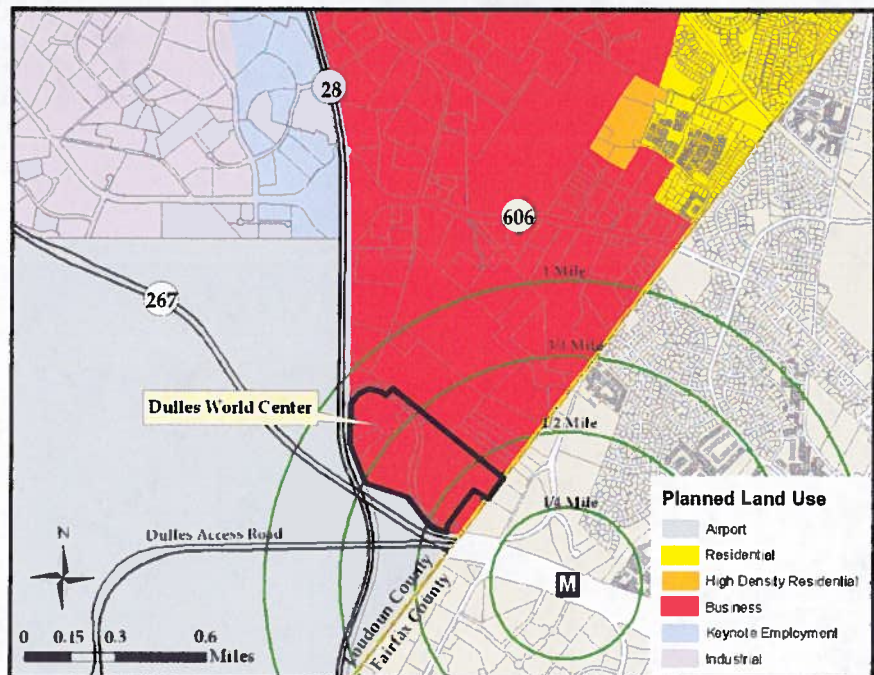 28
606
1 Mile
267
3/4 Mile
Dulles World Center
1/2 Mile
1/4 Mile
Planned Land Use
Airport
Residential
High Density Residential
Business
Keynote Employment
Industrial
N
Dulles Access Road
M
Loudoun County
Fairfax County
0 0.15 0.3 0.6
Miles